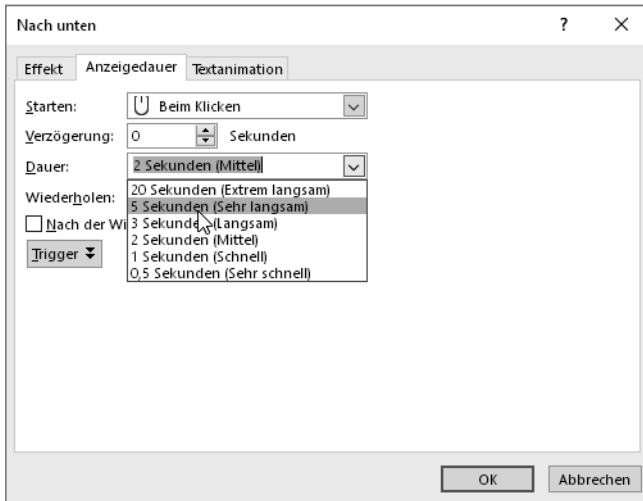 Nach unten ?
Effekt Anzeigedauer Textanimation
Starten: Beim Klicken
Verzögerung: 0 Sekunden
Dauer: 2 Sekunden (Mittel)
Wiederholen:
20 Sekunden (Extrem langsam)
5 Sekunden (Sehr langsam)
Nach der Wi
3 Sekunden (Langsam)
2 Sekunden (Mittel)
Trigger
1 Sekunden (Schnell)
0,5 Sekunden (Sehr schnell)
OK Abbrechen